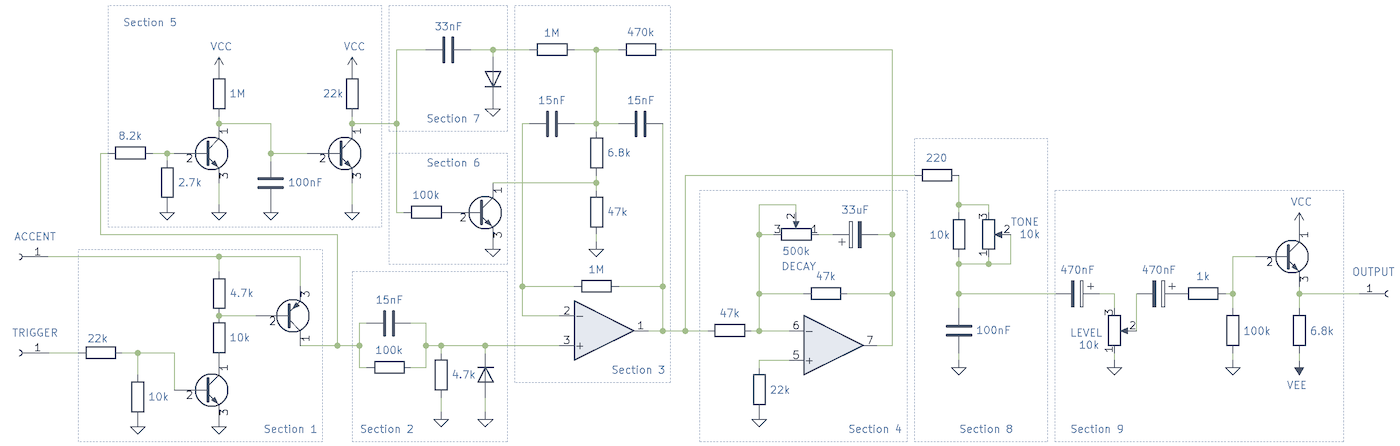 Section 5
VCC
VCC
1M
22k
1
1
8.2k
2
2
2.7k
100nF
3
3
33nF
Section 7
Section 6
100k
1
2
3
1M
470k
15nF
15nF
6.8k
47k
1M
2
−
3
+
1
Section 3
ACCENT
1
TRIGGER
1
22k
10k
4.7k
10k
3
2
1
1
2
3
Section 1
15nF
100k
4.7k
Section 2
47k
2
3
1
500k
DECAY
33uF
+
47k
6
−
5
+
7
22k
Section 4
220
10k
3
2
1
TONE
10k
100nF
Section 8
470nF
+
LEVEL
10k
3
2
1
470nF
+
1k
100k
VCC
1
2
3
6.8k
VEE
OUTPUT
1
Section 9